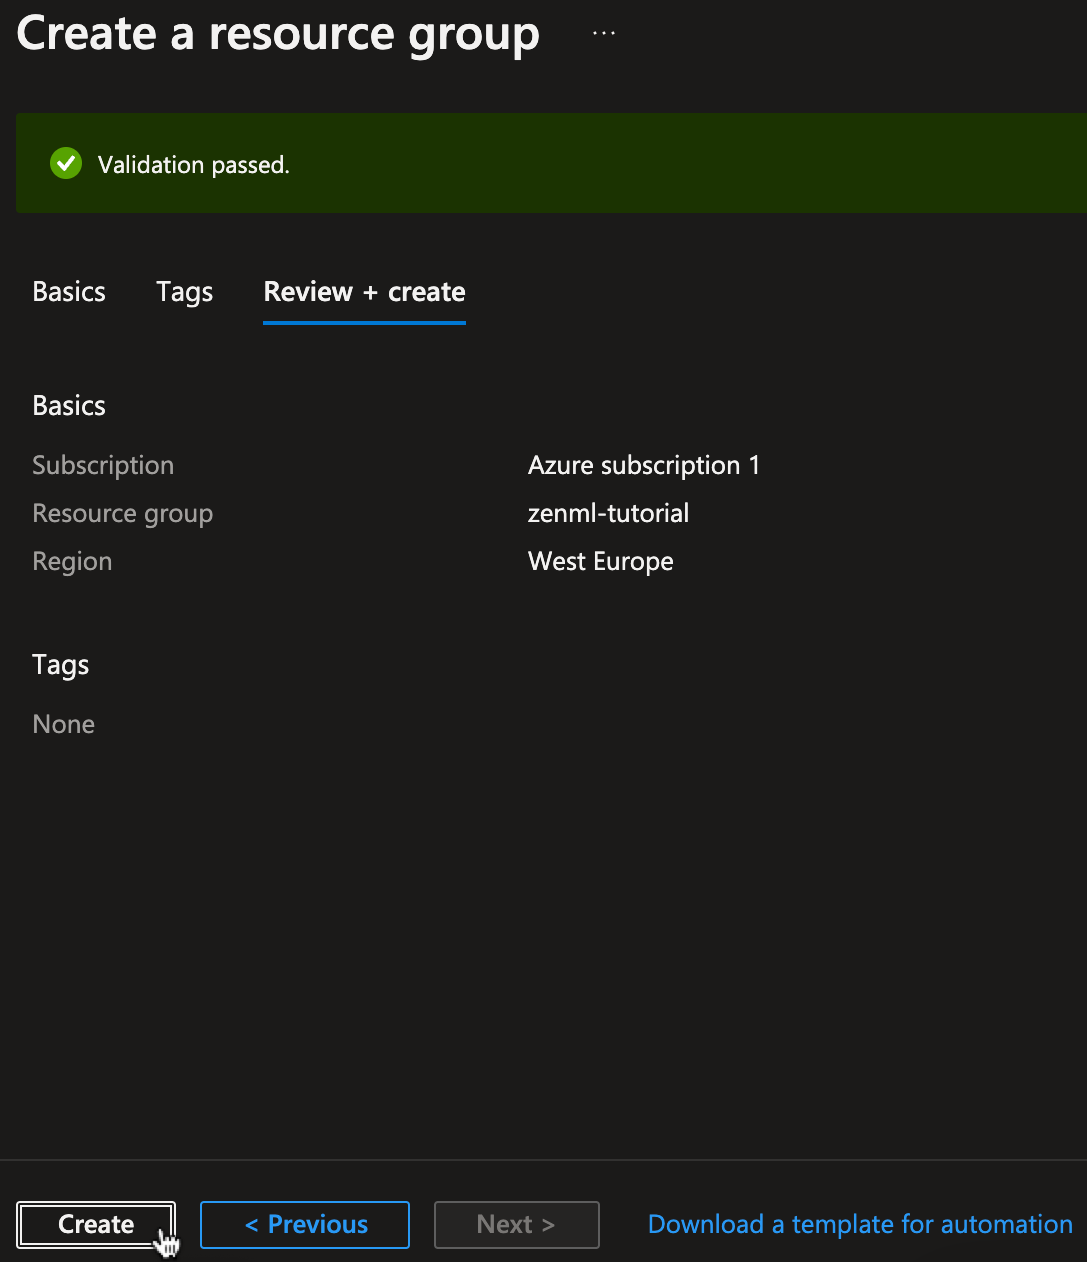 Create a resource group ...
Validation passed.
Basics Tags Review + create
Basics
Subscription Azure subscription 1
Resource group zenml-tutorial
Region West Europe
Tags
None
Create < Previous Next > Download a template for automation